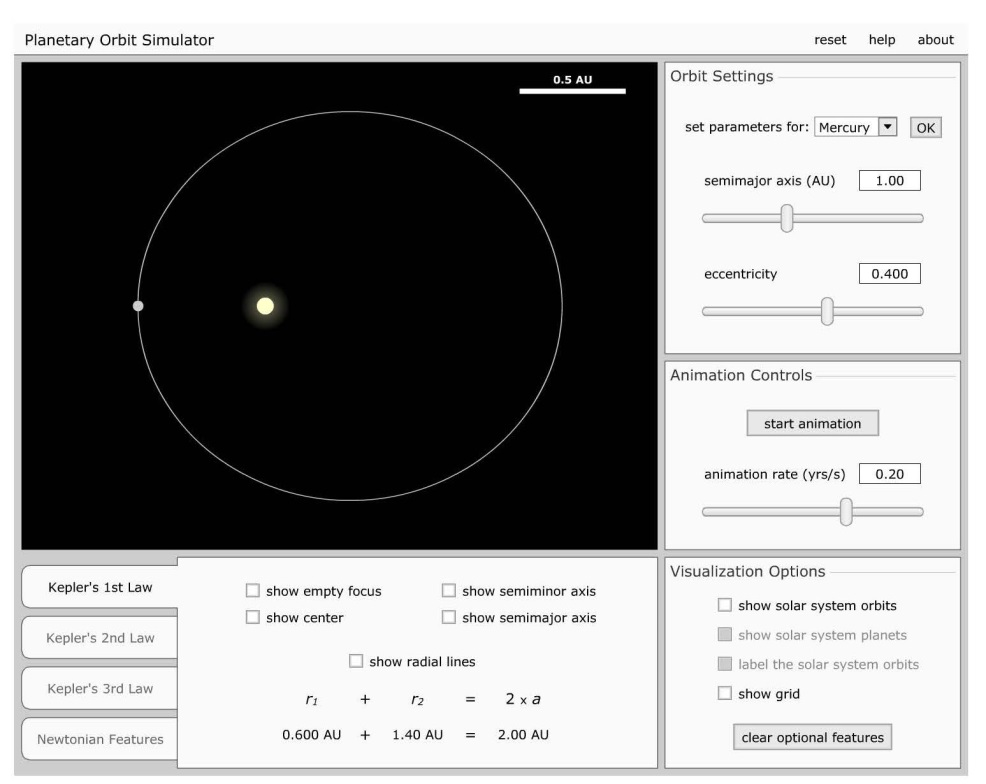 Planetary Orbit Simulator
reset help about
0.5 AU
Orbit Settings
set parameters for: Mercury OK
semimajor axis (AU) 1.00
eccentricity 0.400
Animation Controls
start animation
animation rate (yrs/s) 0.20
Kepler's 1st Law
Kepler's 2nd Law
Kepler's 3rd Law
Newtonian Features
show empty focus show semiminor axis
show center show semimajor axis
show radial lines
r₁ + r₂ = 2 x a
0.600 AU + 1.40 AU = 2.00 AU
Visualization Options
show solar system orbits
show solar system planets
label the solar system orbits
show grid
clear optional features